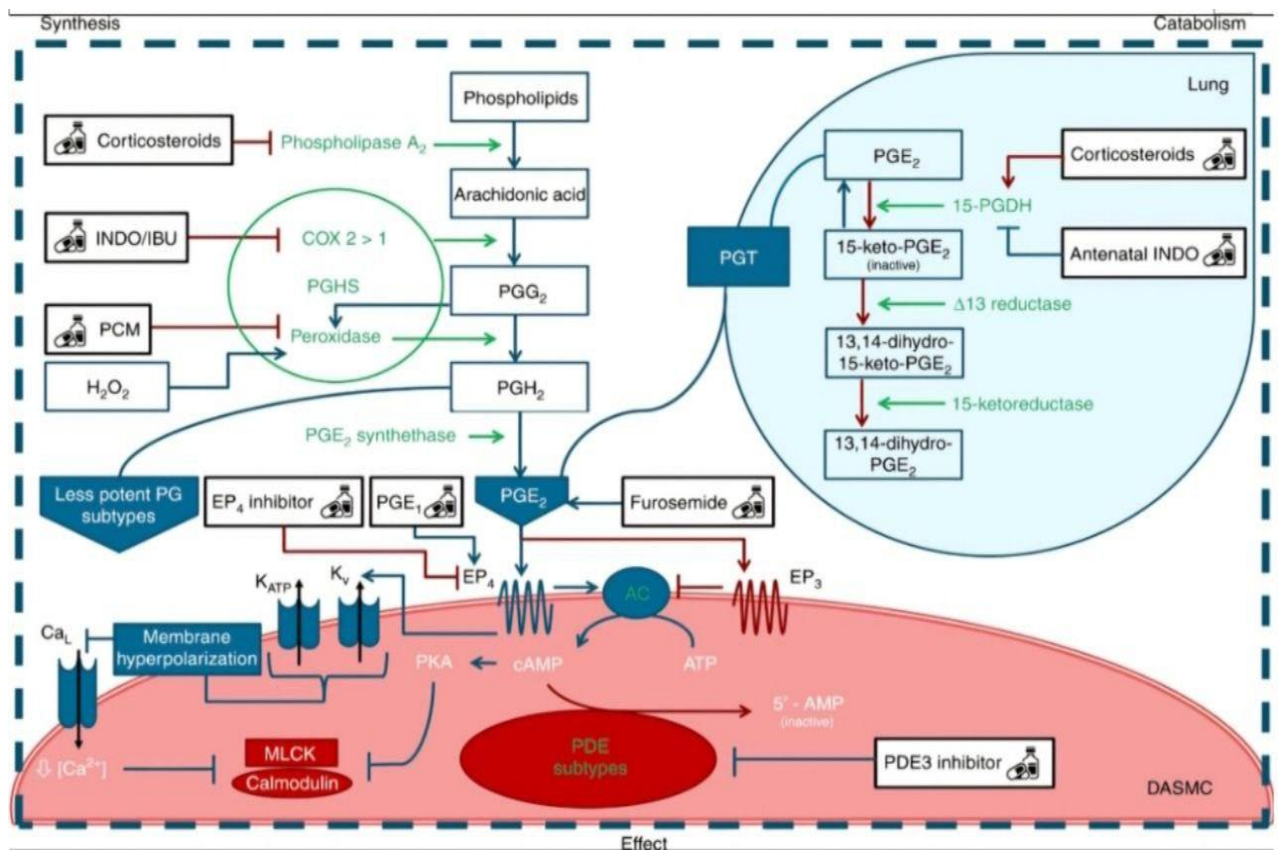 Synthesis
Catabolism
Phospholipids
Lung
Corticosteroids
Phospholipase A₂
PGE₂
Corticosteroids
Arachidonic acid
15-PGDH
INDO/IBU
COX 2 > 1
15-keto-PGE₂
(inactive)
Antenatal INDO
PGT
PGHS
PGG₂
Δ13 reductase
PCM
Peroxidase
13,14-dihydro-
15-keto-PGE₂
H₂O₂
PGH₂
15-ketoreductase
PGE₂ synthethase
13,14-dihydro-
PGE₂
Less potent PG
subtypes
EP₄ inhibitor
PGE₁
PGE₂
Furosemide
EP₄
EP₃
K_ATP
K_v
AC
Ca_L
Membrane
hyperpolarization
PKA
cAMP
ATP
5' - AMP
(inactive)
MLCK
Calmodulin
PDE
subtypes
PDE3 inhibitor
⇩ [Ca²⁺]
DASMC
Effect